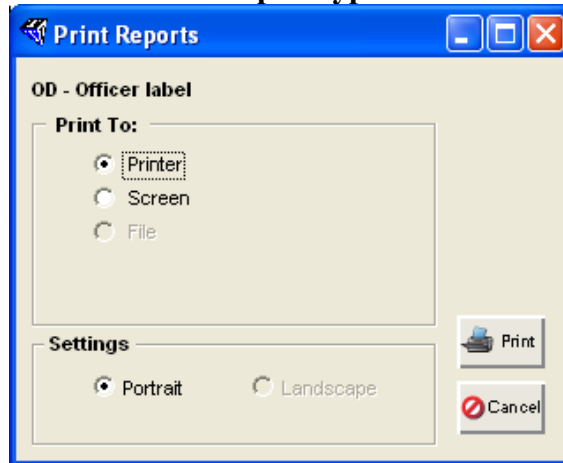 Print Reports
OD - Officer label
Print To:
Printer
Screen
File
Settings
Portrait Landscape
Print
Cancel